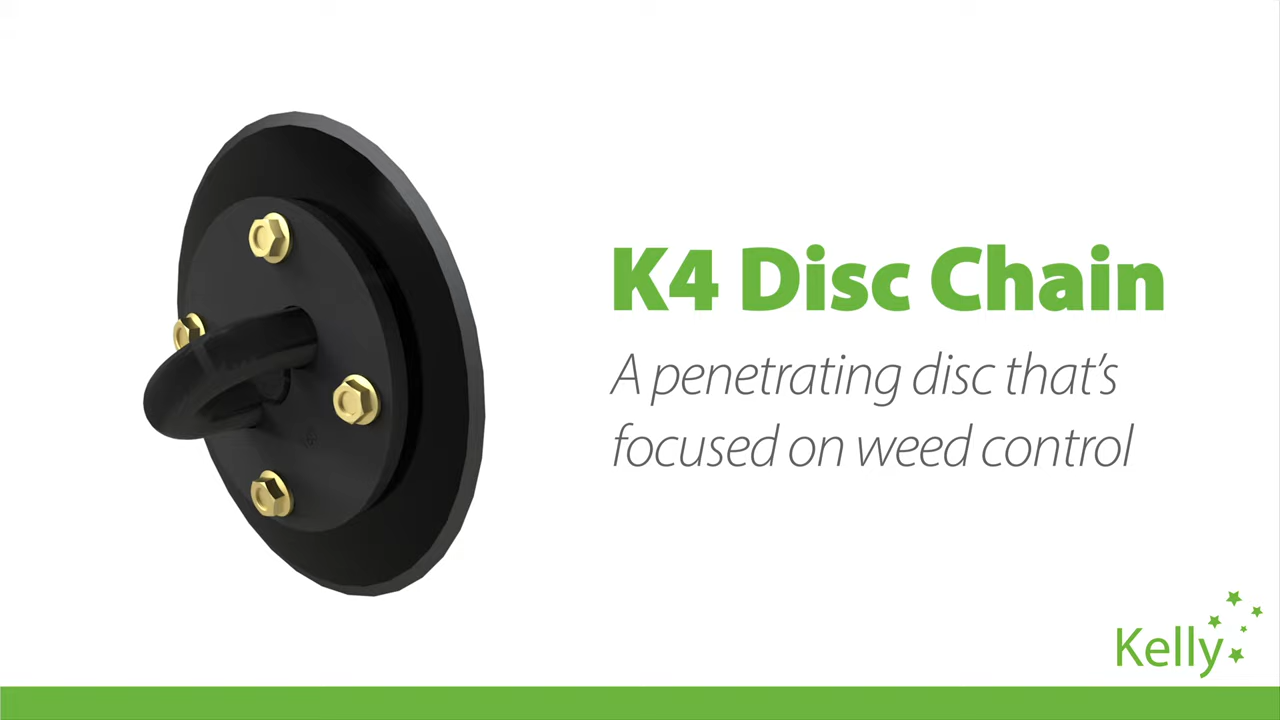 K4 Disc Chain
A penetrating disc that's
focused on weed control
Kelly